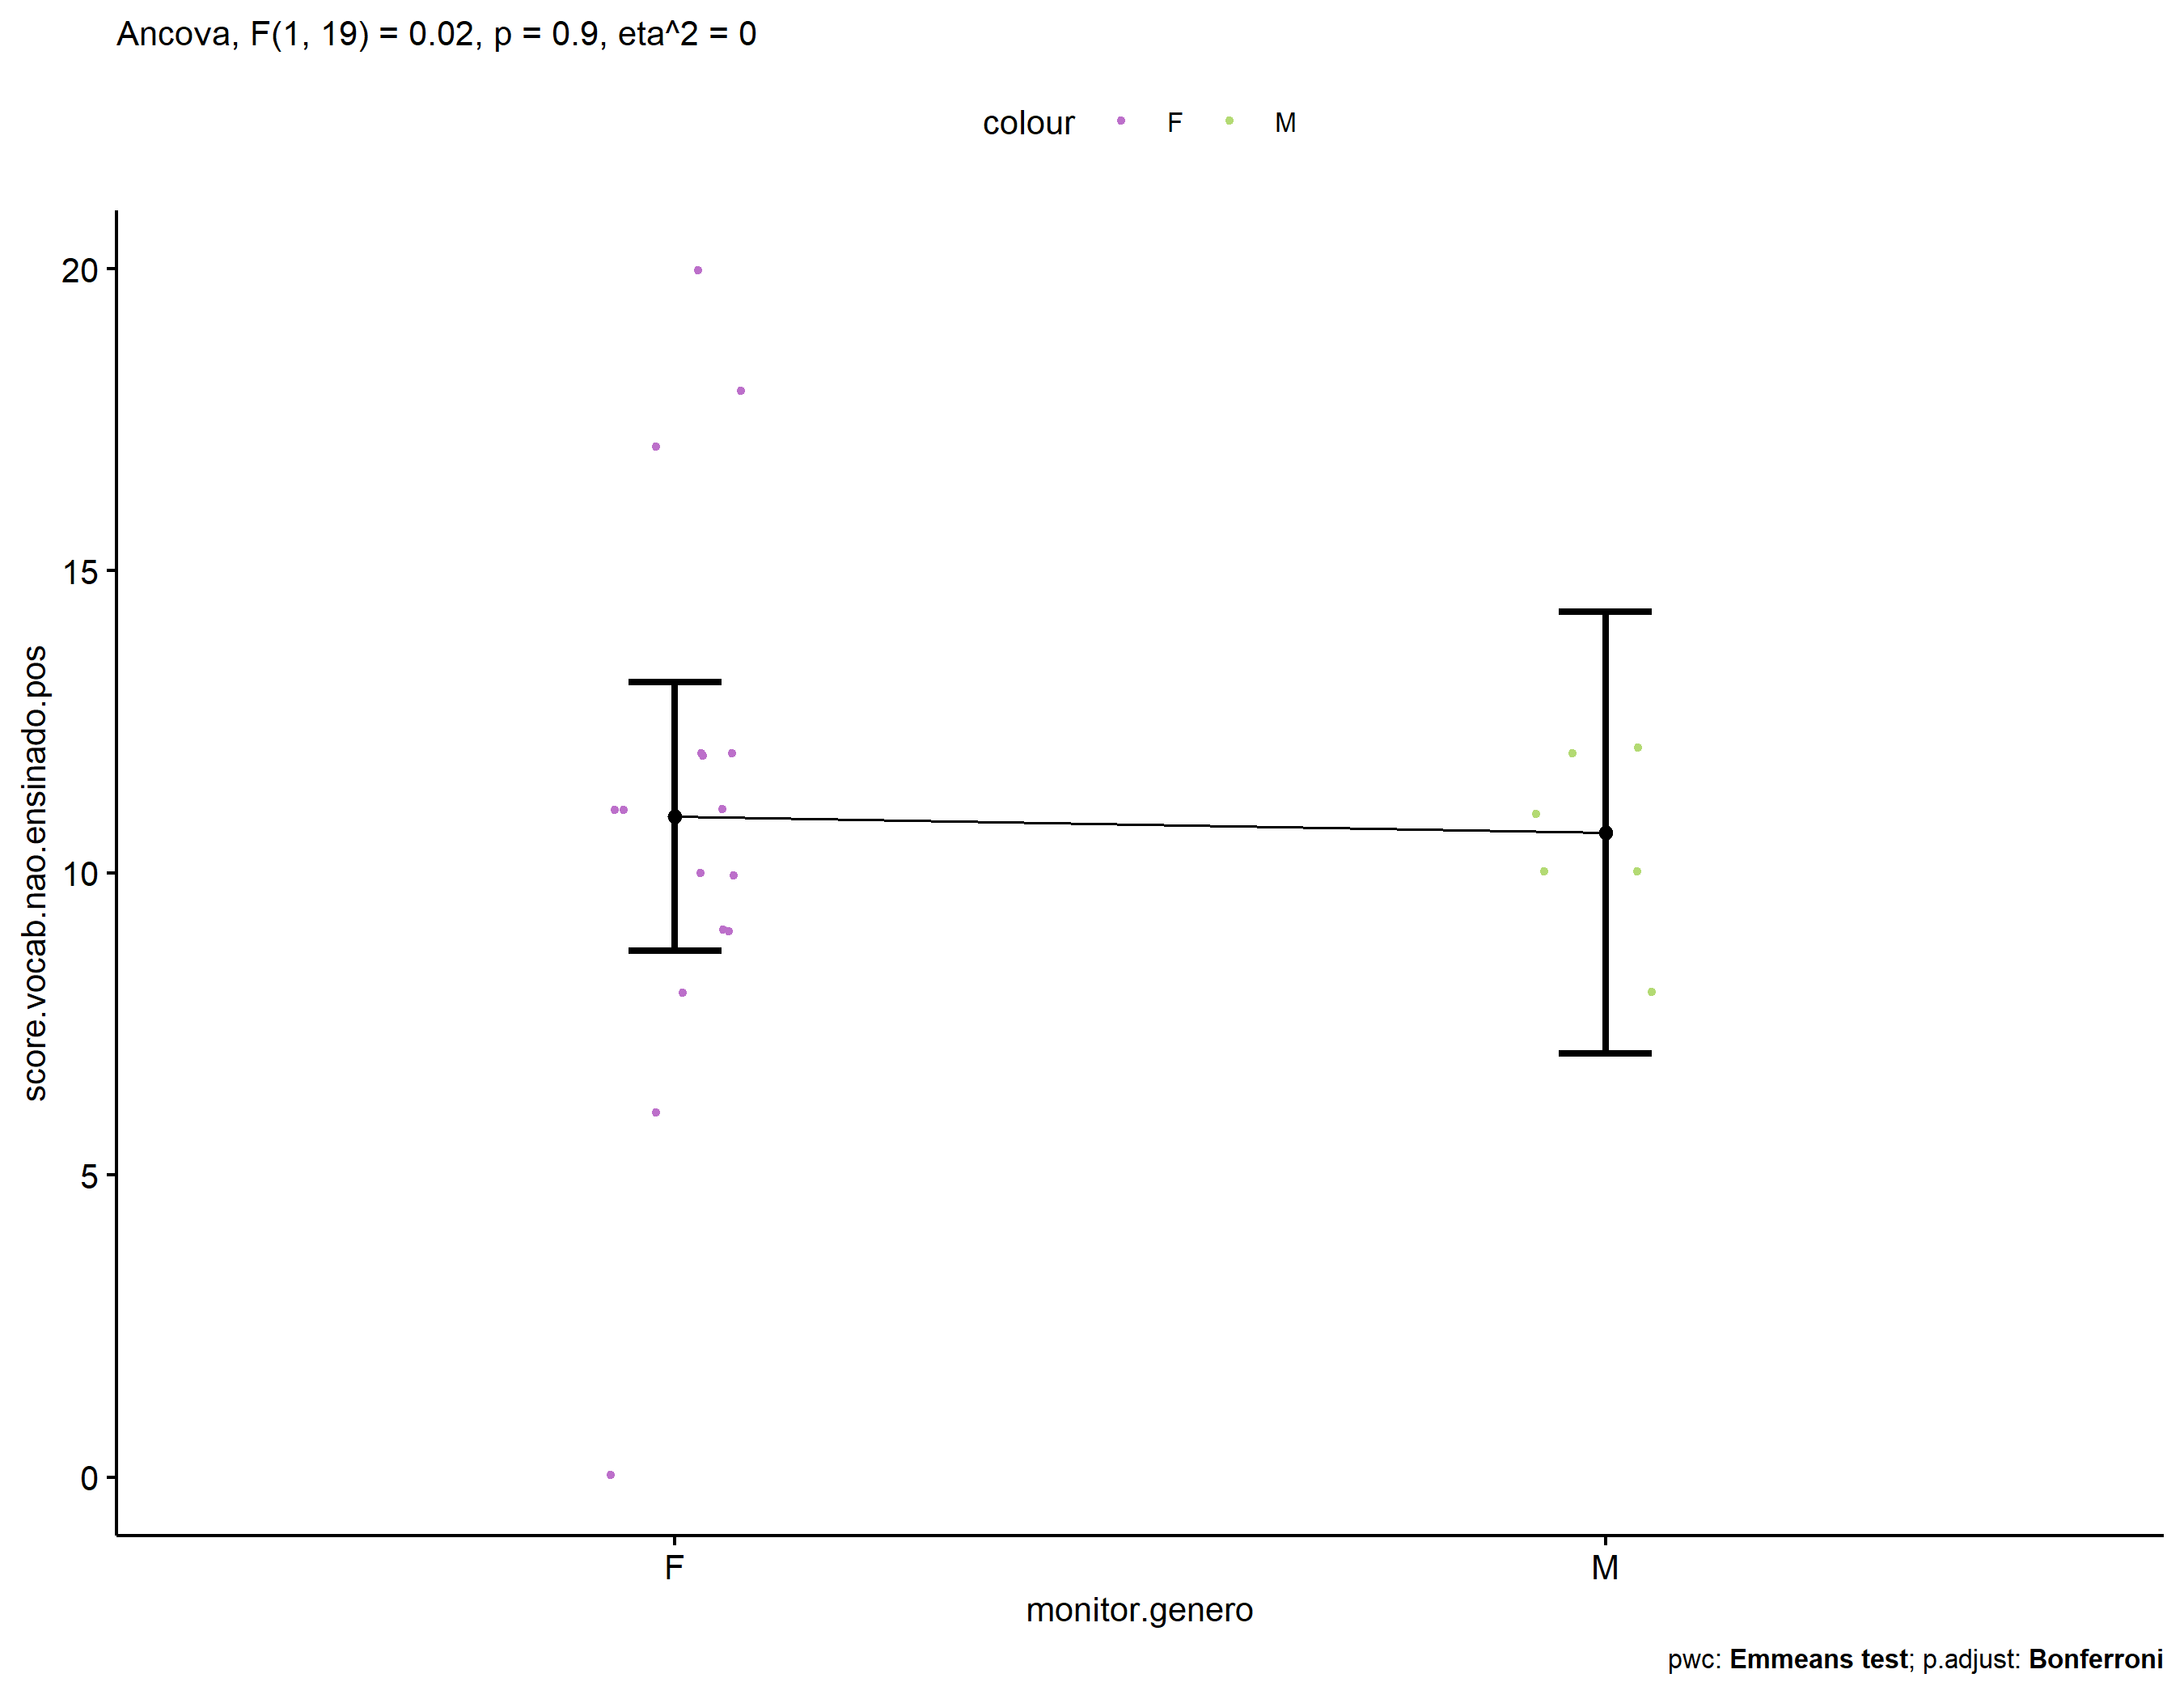 Ancova, F(1, 19) = 0.02, p = 0.9, eta^2 = 0
colour F M
score.vocab.nao.ensinado.pos
20
15
10
5
0
F M
monitor.genero
pwc: Emmeans test; p.adjust: Bonferroni